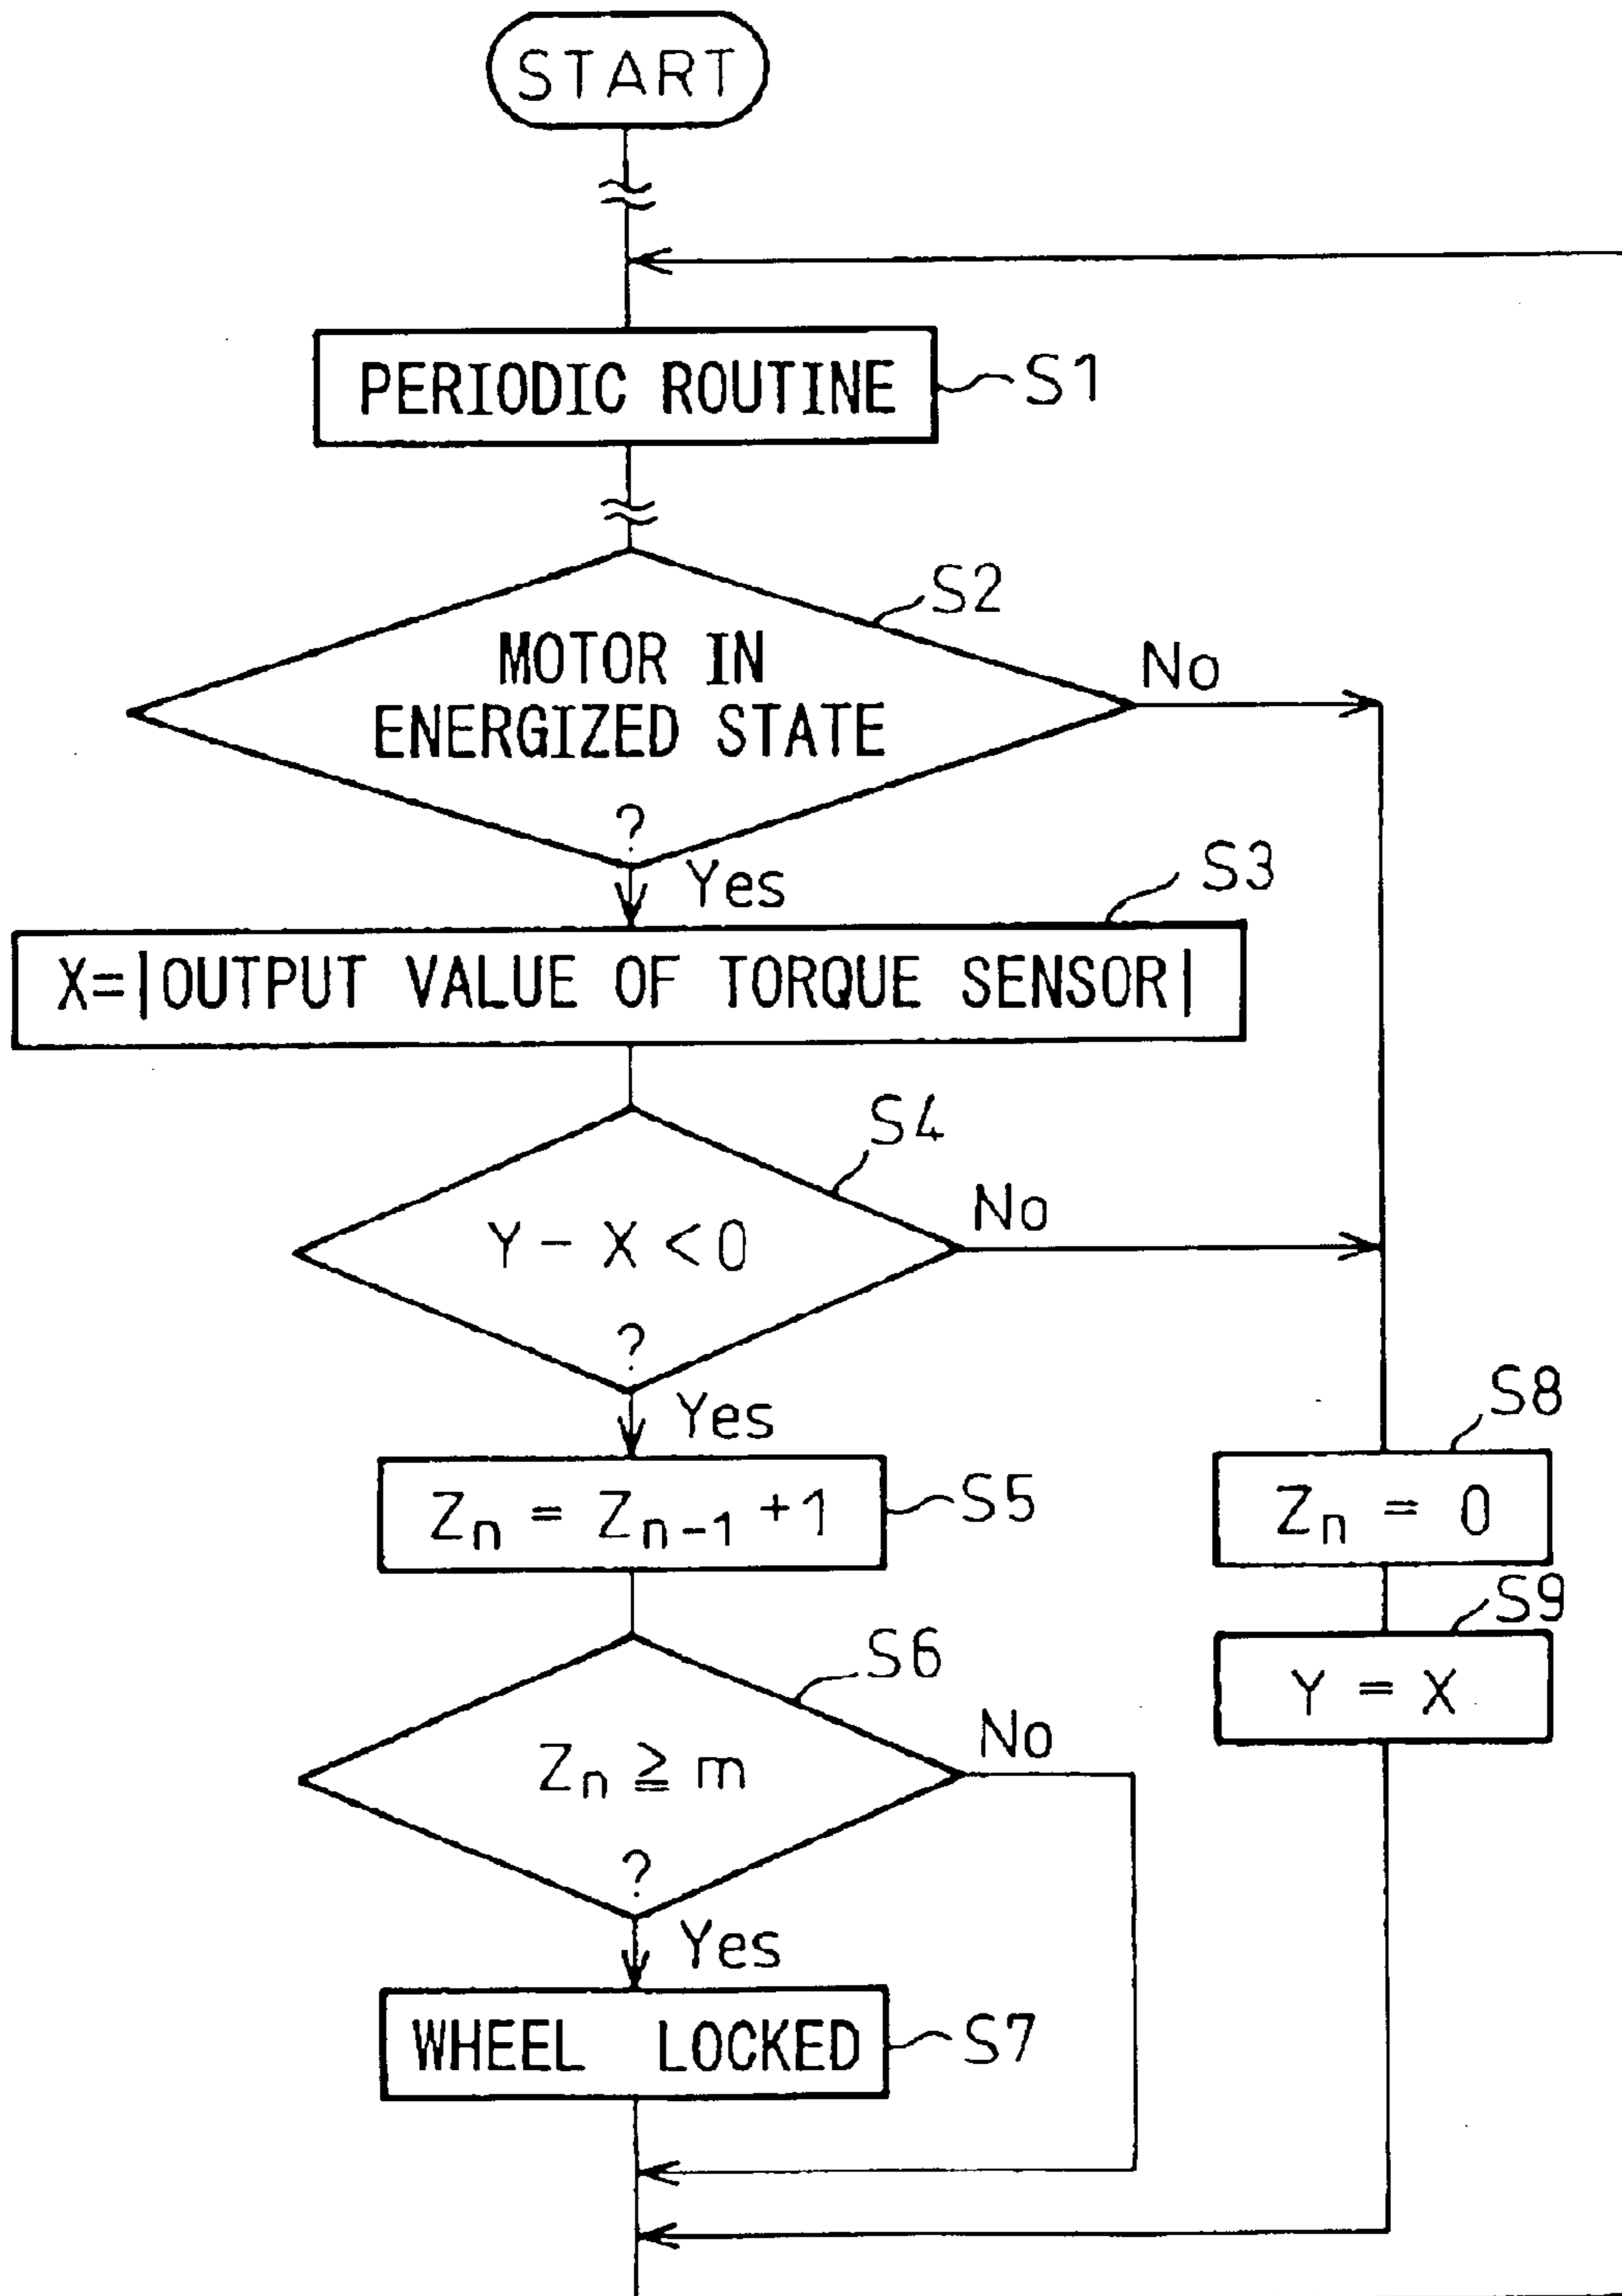 START
PERIODIC ROUTINE
S1
S2
MOTOR IN
ENERGIZED STATE
?
No
Yes
S3
X=|OUTPUT VALUE OF TORQUE SENSOR|
S4
Y - X < 0
?
No
Yes
S5
Zn = Zn-1 +1
S8
Zn = 0
S9
Y = X
S6
Zn ≧ m
?
No
Yes
WHEEL LOCKED
S7